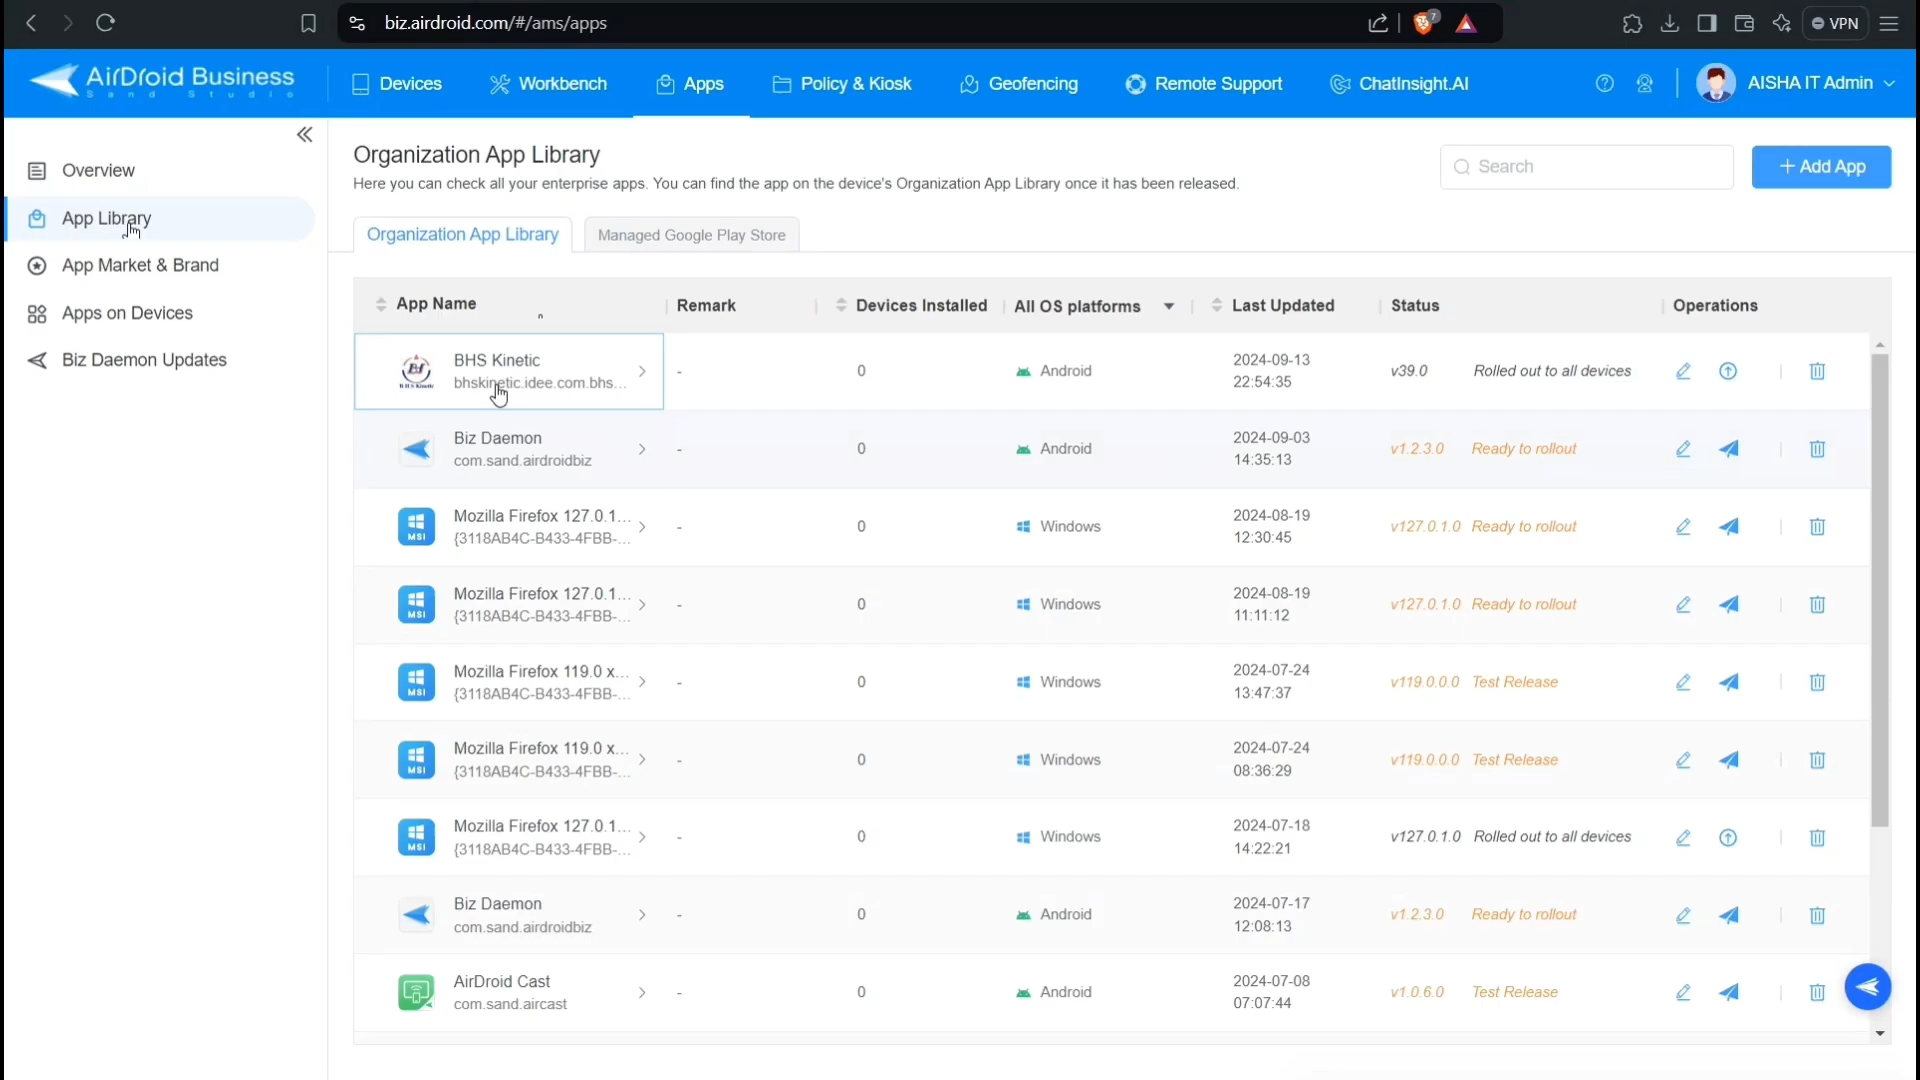 biz.airdroid.com/#/ams/apps
7
VPN
AirDroid Business
Sand Studio
Devices
Workbench
Apps
Policy & Kiosk
Geofencing
Remote Support
ChatInsight.AI
AISHA IT Admin
Overview
App Library
App Market & Brand
Apps on Devices
Biz Daemon Updates
Organization App Library
Here you can check all your enterprise apps. You can find the app on the device's Organization App Library once it has been released.
Search
+ Add App
Organization App Library
Managed Google Play Store
App Name
Remark
Devices Installed
All OS platforms
Last Updated
Status
Operations
BHS Kinetic
bhskinetic.idee.com.bhs...
-
0
Android
2024-09-13
22:54:35
v39.0
Rolled out to all devices
Biz Daemon
com.sand.airdroidbiz
-
0
Android
2024-09-03
14:35:13
v1.2.3.0
Ready to rollout
MSI
Mozilla Firefox 127.0.1...
{3118AB4C-B433-4FBB-...
-
0
Windows
2024-08-19
12:30:45
v127.0.1.0
Ready to rollout
MSI
Mozilla Firefox 127.0.1...
{3118AB4C-B433-4FBB-...
-
0
Windows
2024-08-19
11:11:12
v127.0.1.0
Ready to rollout
MSI
Mozilla Firefox 119.0 x...
{3118AB4C-B433-4FBB-...
-
0
Windows
2024-07-24
13:47:37
v119.0.0.0
Test Release
MSI
Mozilla Firefox 119.0 x...
{3118AB4C-B433-4FBB-...
-
0
Windows
2024-07-24
08:36:29
v119.0.0.0
Test Release
MSI
Mozilla Firefox 127.0.1...
{3118AB4C-B433-4FBB-...
-
0
Windows
2024-07-18
14:22:21
v127.0.1.0
Rolled out to all devices
Biz Daemon
com.sand.airdroidbiz
-
0
Android
2024-07-17
12:08:13
v1.2.3.0
Ready to rollout
AirDroid Cast
com.sand.aircast
-
0
Android
2024-07-08
07:07:44
v1.0.6.0
Test Release